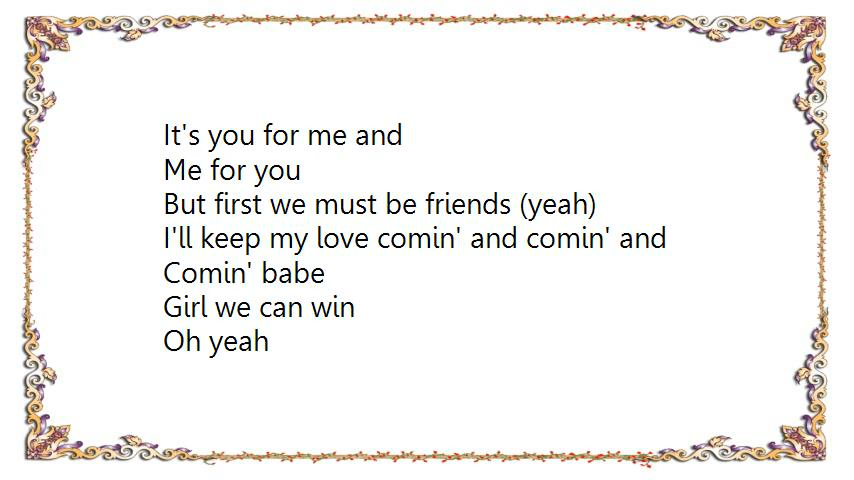 It's you for me and
Me for you
But first we must be friends (yeah)
I'll keep my love comin' and comin' and
Comin' babe
Girl we can win
Oh yeah